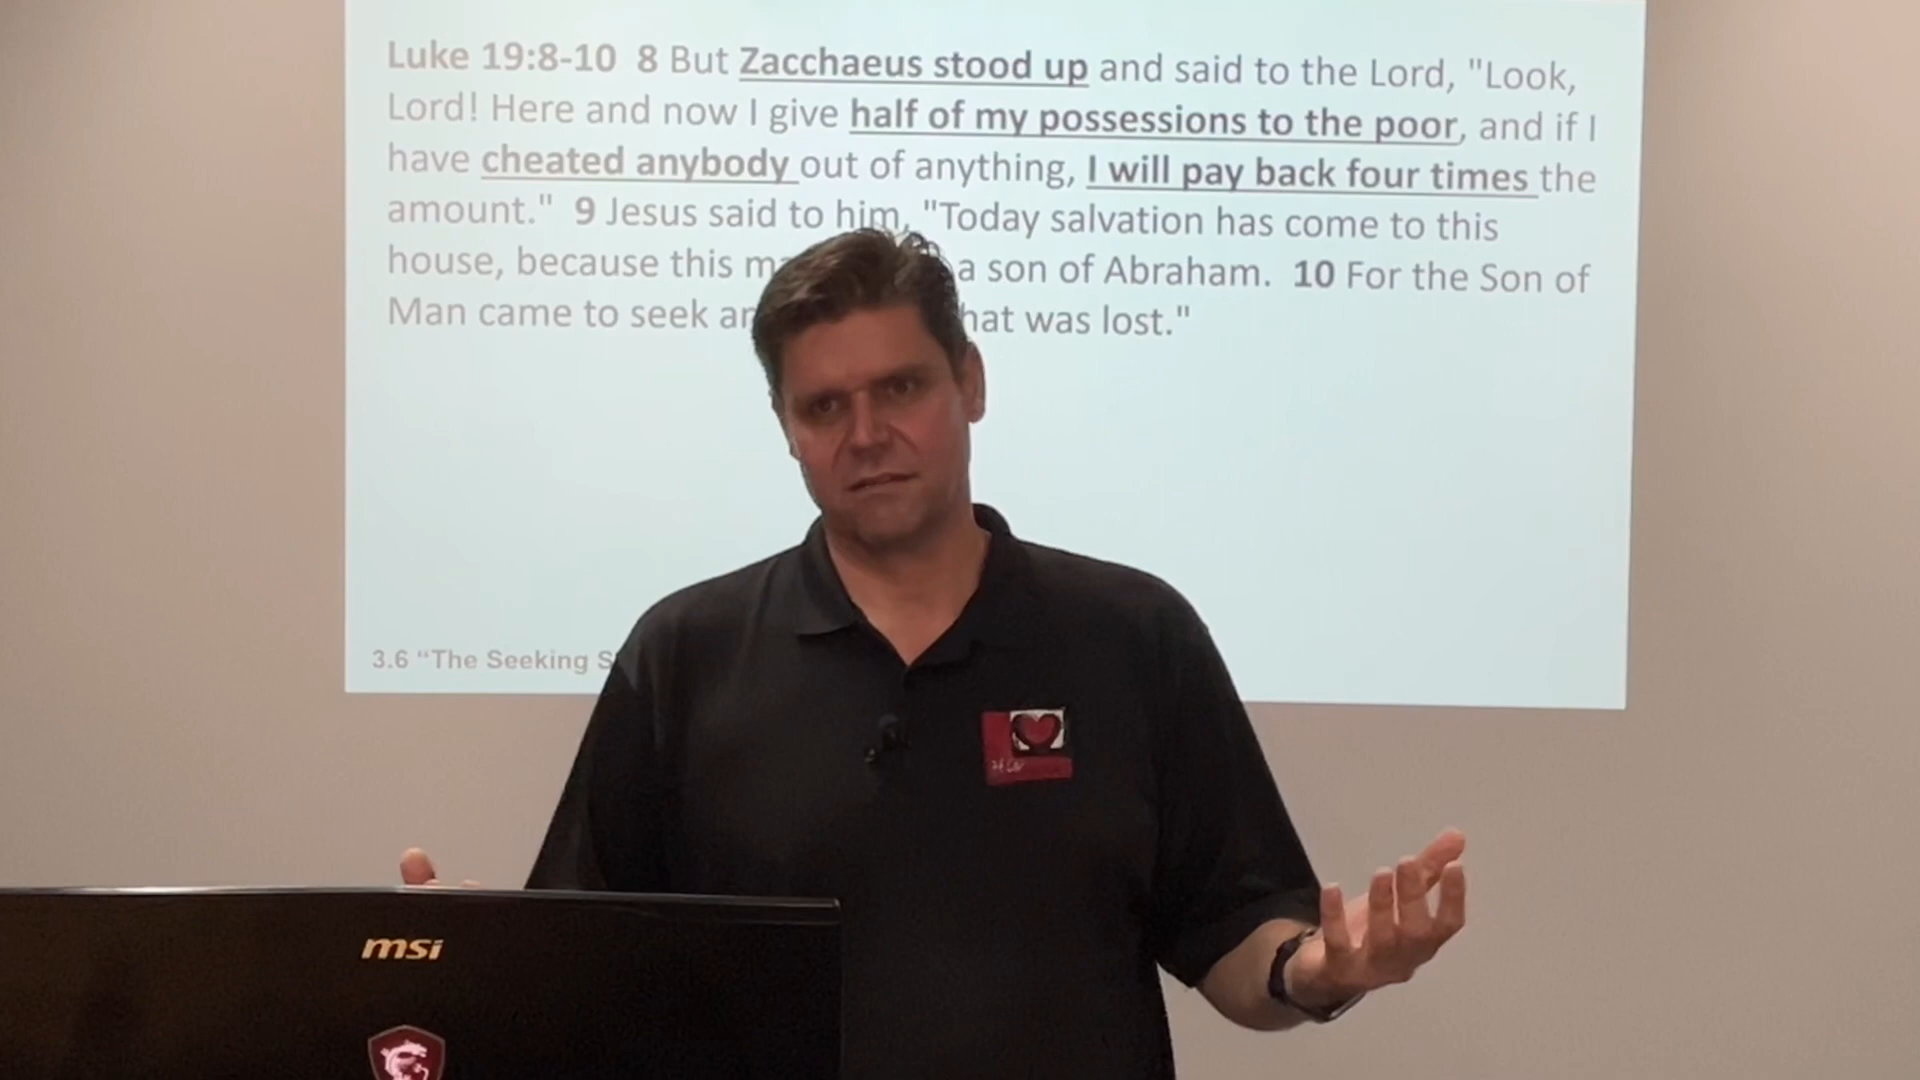 Luke 19:8-10 8 But Zacchaeus stood up and said to the Lord, "Look,
Lord! Here and now I give half of my possessions to the poor, and if I
have cheated anybody out of anything, I will pay back four times the
amount." 9 Jesus said to him, "Today salvation has come to this
house, because this a son of Abraham. 10 For the Son of
Man came to seek was lost."
3.6 “The Seeking
msi